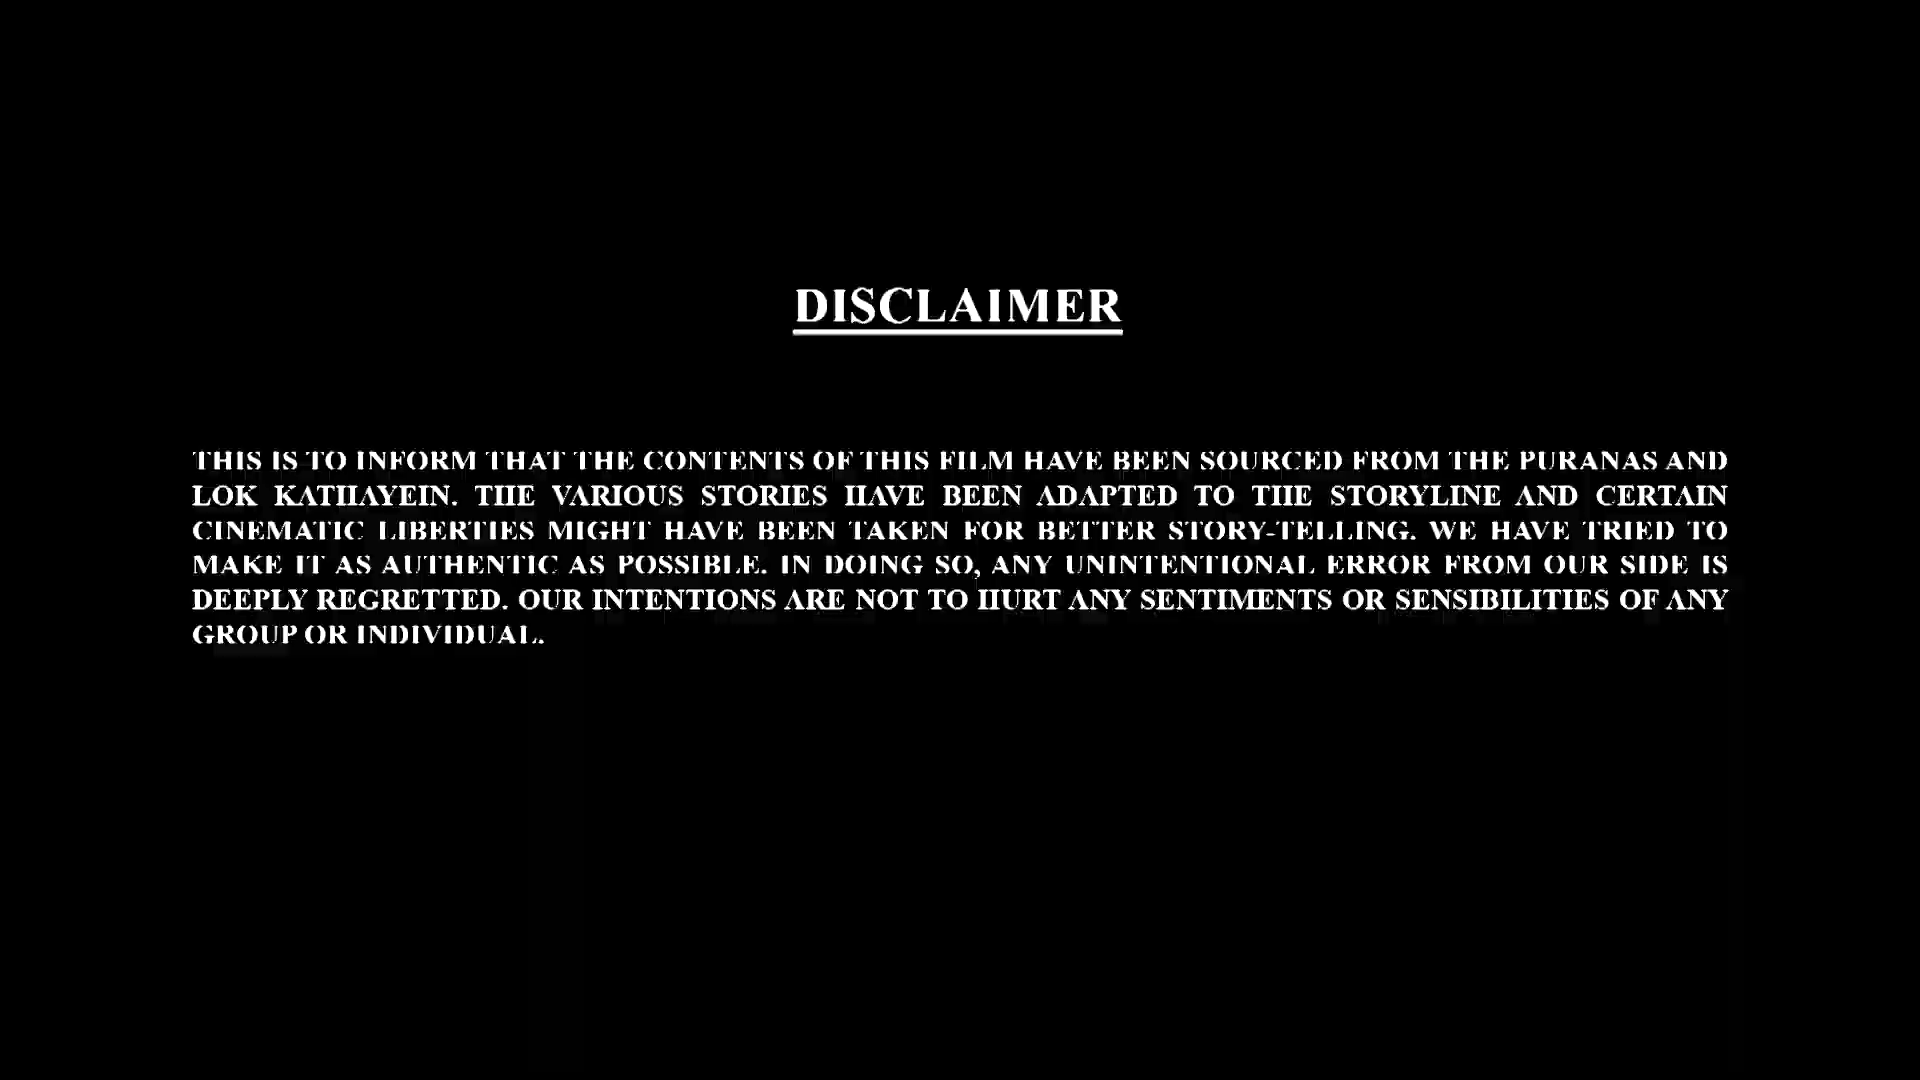 DISCLAIMER
THIS IS TO INFORM THAT THE CONTENTS OF THIS FILM HAVE BEEN SOURCED FROM THE PURANAS AND
LOK KATHAYEIN. THE VARIOUS STORIES HAVE BEEN ADAPTED TO THE STORYLINE AND CERTAIN
CINEMATIC LIBERTIES MIGHT HAVE BEEN TAKEN FOR BETTER STORY-TELLING. WE HAVE TRIED TO
MAKE IT AS AUTHENTIC AS POSSIBLE. IN DOING SO, ANY UNINTENTIONAL ERROR FROM OUR SIDE IS
DEEPLY REGRETTED. OUR INTENTIONS ARE NOT TO HURT ANY SENTIMENTS OR SENSIBILITIES OF ANY
GROUP OR INDIVIDUAL.